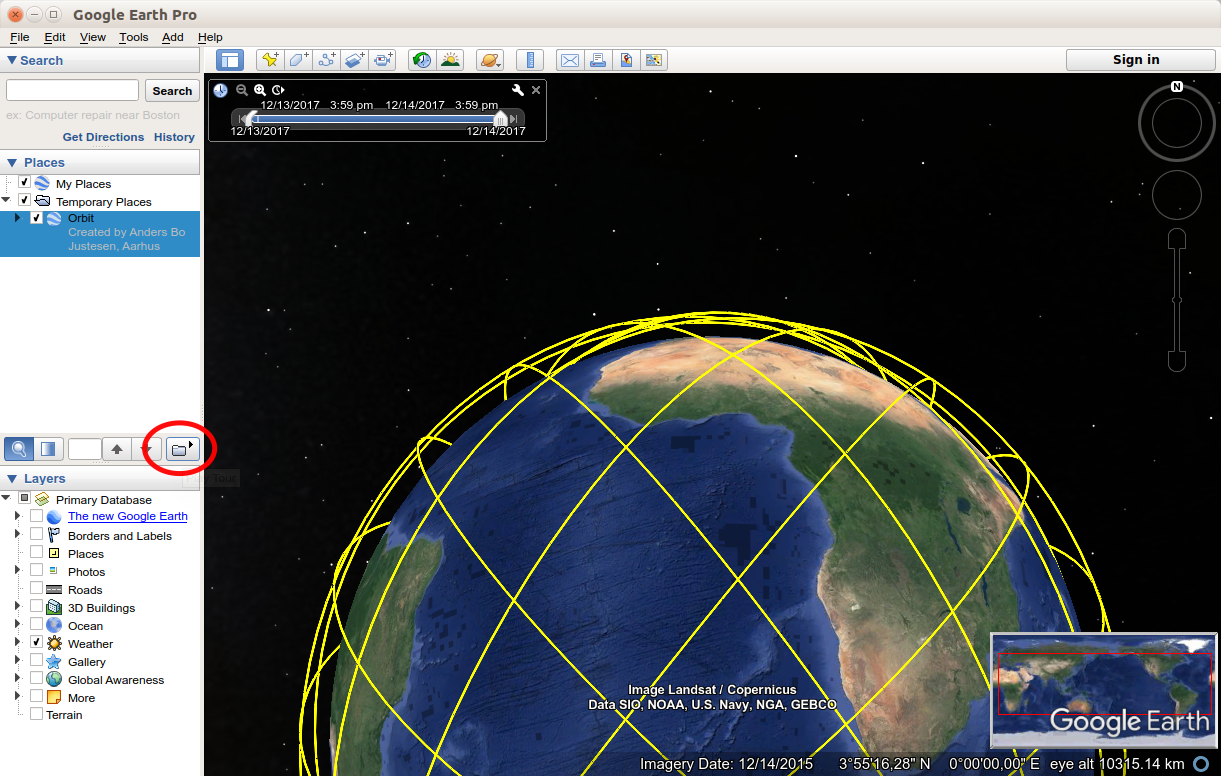 Google Earth Pro
File Edit View Tools Add Help
Search
Sign in
Search
ex: Computer repair near Boston
Get Directions History
12/13/2017 3:59 pm 12/14/2017 3:59 pm
12/13/2017 12/14/2017
N
Places
My Places
Temporary Places
Orbit
Created by Anders Bo
Justesen, Aarhus
Layers
Primary Database
The new Google Earth
Borders and Labels
Places
Photos
Roads
3D Buildings
Ocean
Weather
Gallery
Global Awareness
More
Terrain
Image Landsat / Copernicus
Data SIO, NOAA, U.S. Navy, NGA, GEBCO
Google Earth
Imagery Date: 12/14/2015 3°55'16,28" N 0°00'00,00" E eye alt 10315.14 km